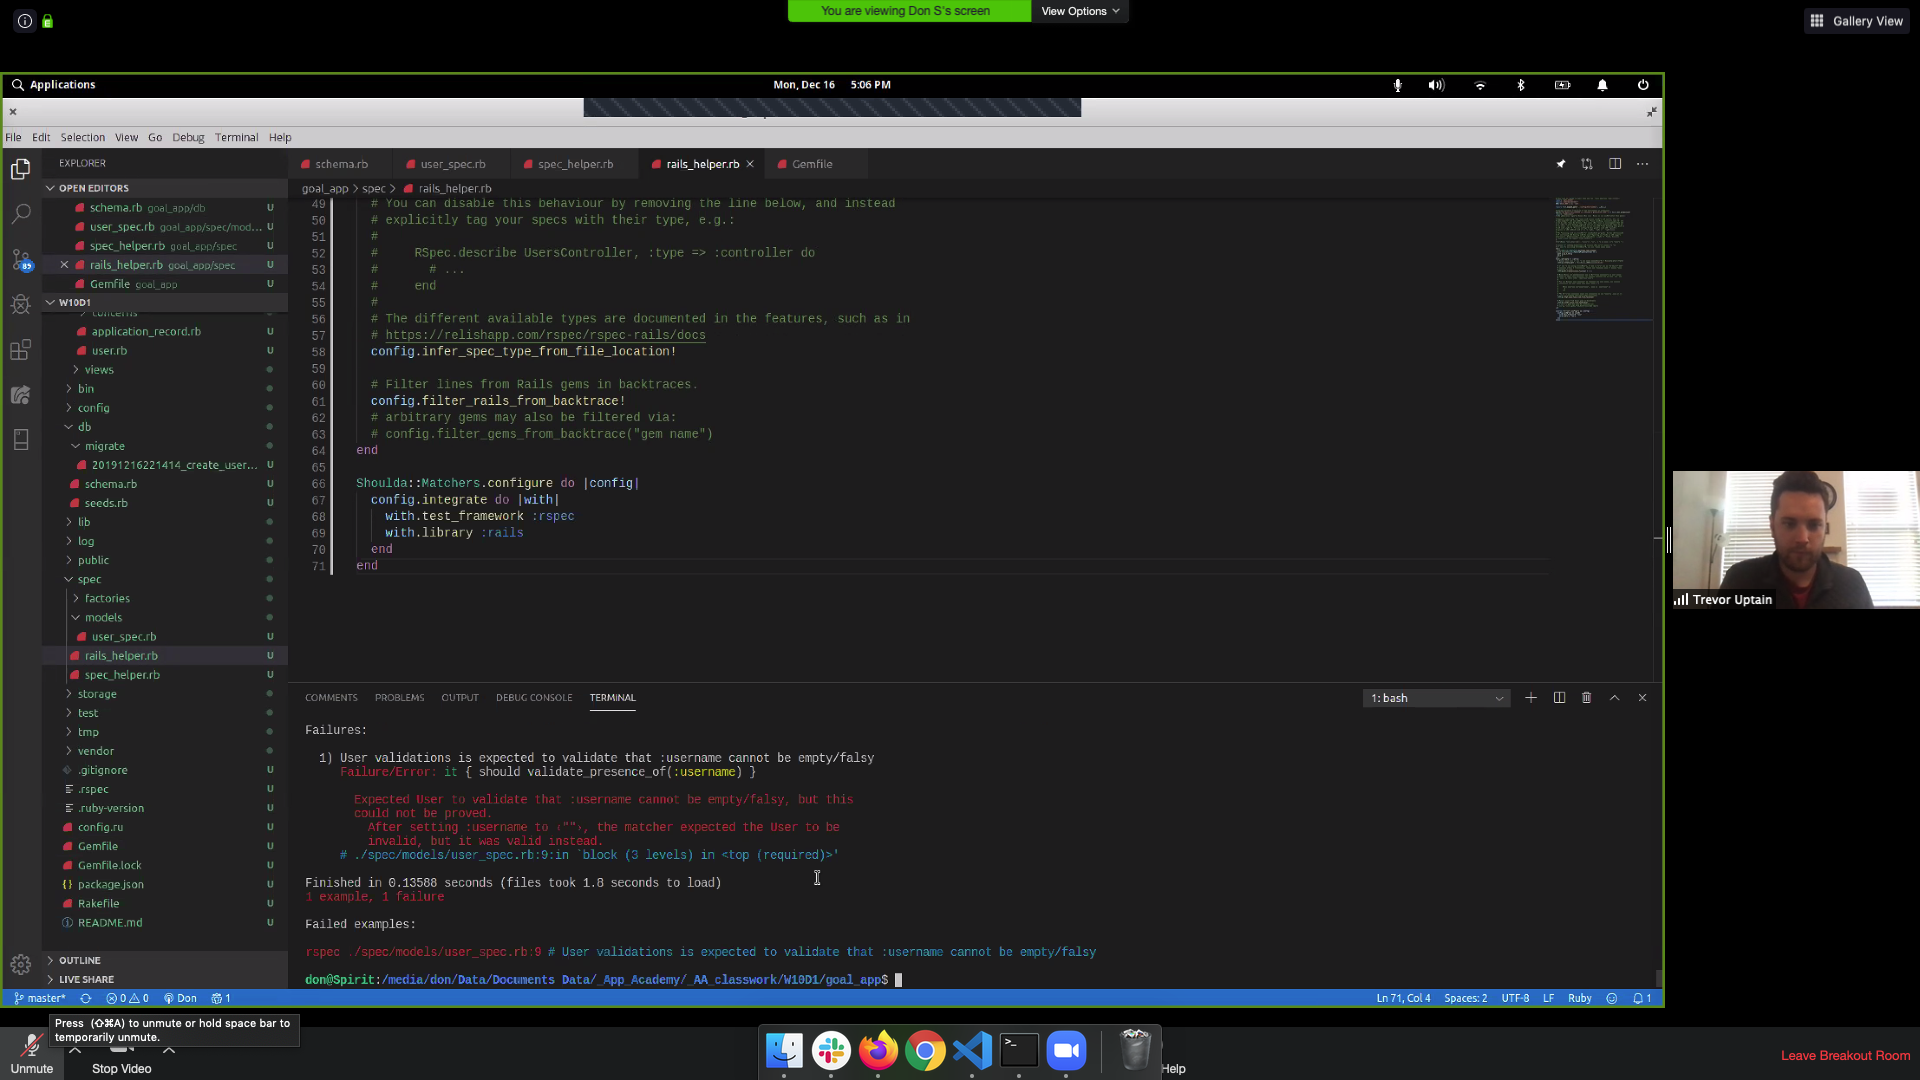 You are viewing Don S's screen
View Options
Gallery View
Applications
Mon, Dec 16 5:06 PM
File Edit Selection View Go Debug Terminal Help
EXPLORER
OPEN EDITORS
schema.rb goal_app/db U
user_spec.rb goal_app/spec/mod... U
spec_helper.rb goal_app/spec U
rails_helper.rb goal_app/spec U
Gemfile goal_app U
W10D1
concerns
application_record.rb U
user.rb U
views
bin
config
db
migrate
20191216221414_create_user... U
schema.rb U
seeds.rb U
lib
log
public
spec
factories
models
user_spec.rb U
rails_helper.rb U
spec_helper.rb U
storage
test
tmp
vendor
.gitignore U
.rspec U
.ruby-version U
config.ru U
Gemfile U
Gemfile.lock U
package.json U
Rakefile U
README.md U
OUTLINE
LIVE SHARE
89
schema.rb user_spec.rb spec_helper.rb rails_helper.rb Gemfile
goal_app > spec > rails_helper.rb
49 # You can disable this behaviour by removing the line below, and instead
50 # explicitly tag your specs with their type, e.g.:
51 #
52 # RSpec.describe UsersController, :type => :controller do
53 # # ...
54 # end
55 #
56 # The different available types are documented in the features, such as in
57 # https://relishapp.com/rspec/rspec-rails/docs
58 config.infer_spec_type_from_file_location!
59
60 # Filter lines from Rails gems in backtraces.
61 config.filter_rails_from_backtrace!
62 # arbitrary gems may also be filtered via:
63 # config.filter_gems_from_backtrace("gem name")
64 end
65
66 Shoulda::Matchers.configure do |config|
67 config.integrate do |with|
68 with.test_framework :rspec
69 with.library :rails
70 end
71 end
COMMENTS PROBLEMS OUTPUT DEBUG CONSOLE TERMINAL
1: bash
Failures:
1) User validations is expected to validate that :username cannot be empty/falsy
Failure/Error: it { should validate_presence_of(:username) }
Expected User to validate that :username cannot be empty/falsy, but this
could not be proved.
After setting :username to ‹""›, the matcher expected the User to be
invalid, but it was valid instead.
# ./spec/models/user_spec.rb:9:in `block (3 levels) in <top (required)>'
Finished in 0.13588 seconds (files took 1.8 seconds to load)
1 example, 1 failure
Failed examples:
rspec ./spec/models/user_spec.rb:9 # User validations is expected to validate that :username cannot be empty/falsy
don@Spirit:/media/don/Data/Documents Data/_App_Academy/_AA_classwork/W10D1/goal_app$
master* 0 0 Don 1
Ln 71, Col 4 Spaces: 2 UTF-8 LF Ruby 1
Trevor Uptain
Press (⇧⌘A) to unmute or hold space bar to
temporarily unmute.
Unmute
Stop Video
Help
Leave Breakout Room